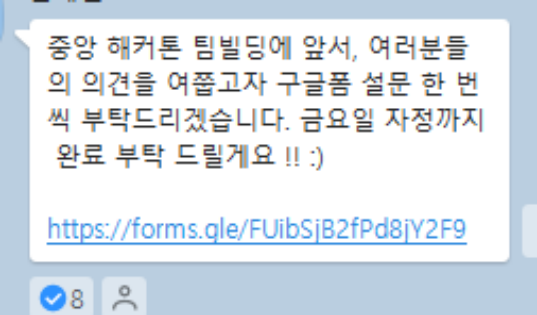 중앙 해커톤 팀빌딩에 앞서, 여러분들
의 의견을 여쭙고자 구글폼 설문 한 번
씩 부탁드리겠습니다. 금요일 자정까지
완료 부탁 드릴게요 !! :)
https://forms.gle/FUibSjB2fPd8jY2F9
8